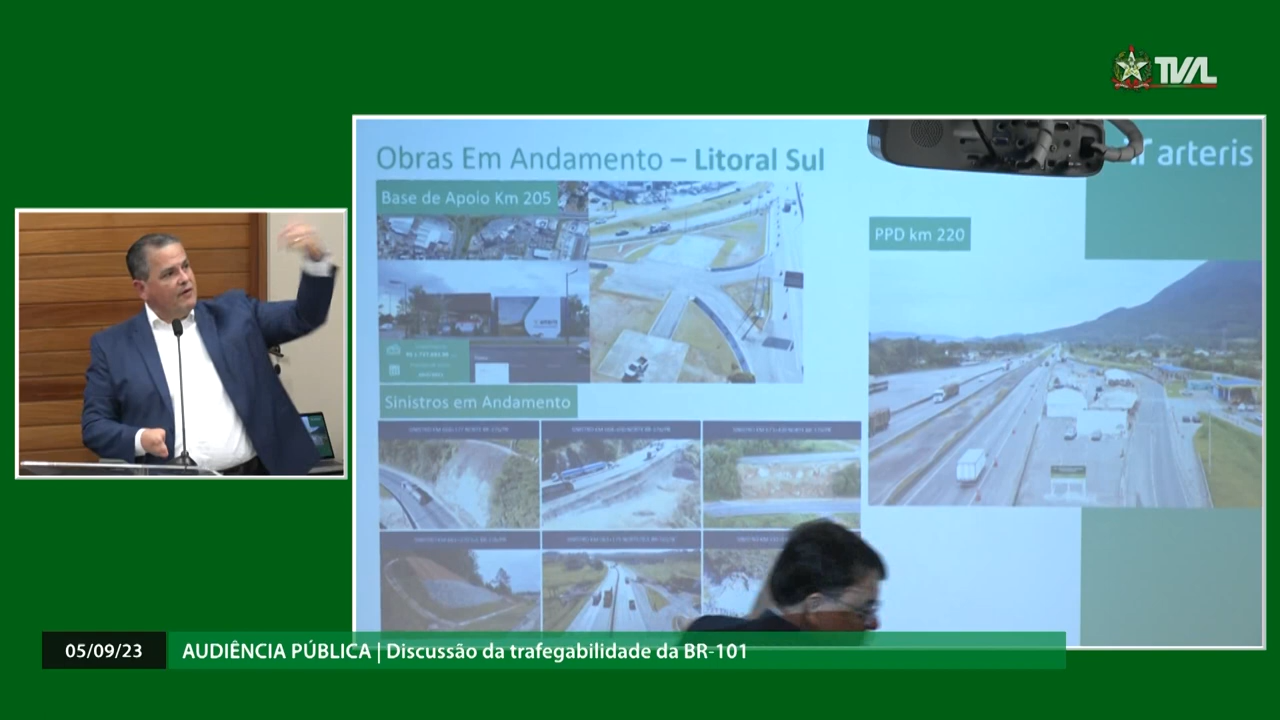 TVAL
Obras Em Andamento – Litoral Sul
arteris
Base de Apoio Km 205
PPD km 220
Sinistros em Andamento
05/09/23
AUDIÊNCIA PÚBLICA | Discussão da trafegabilidade da BR-101